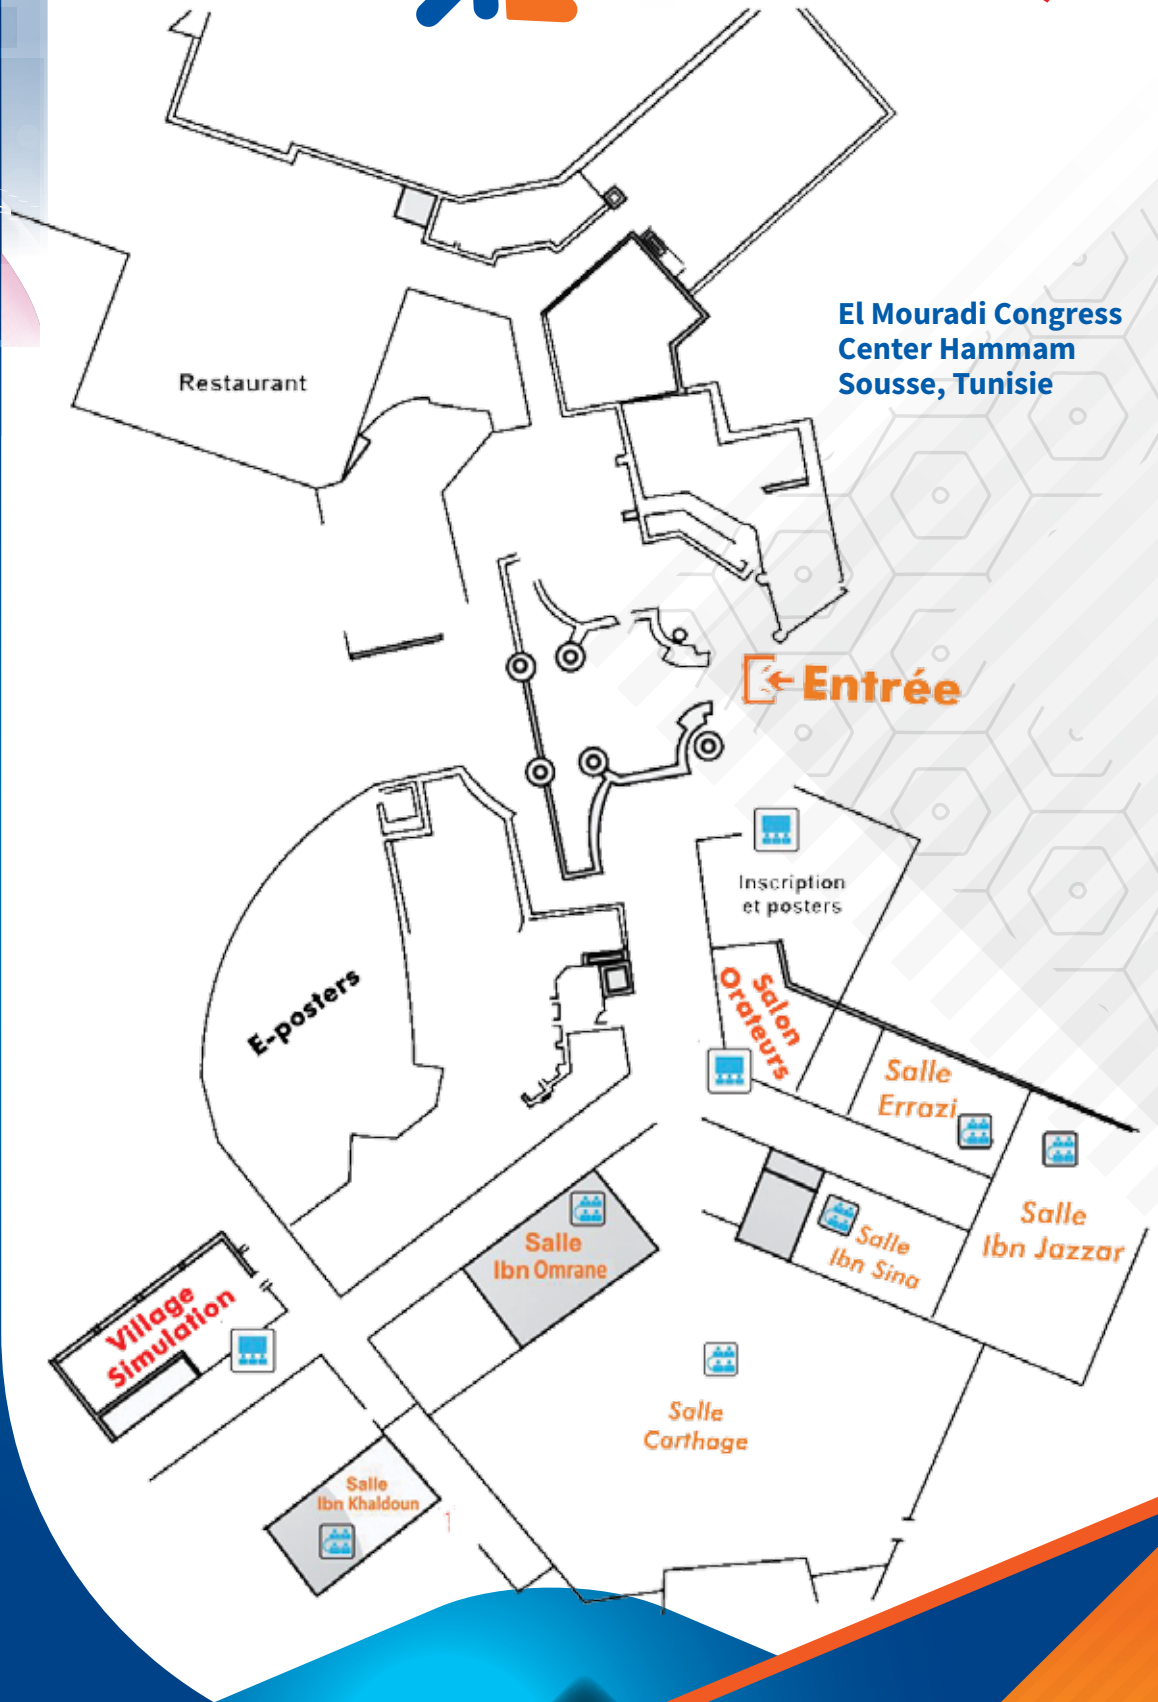 El Mouradi Congress
Center Hammam
Sousse, Tunisie
Restaurant
Entrée
Inscription
et posters
Salon
Orateurs
E-posters
Salle
Errazi
Salle
Ibn Jazzar
Salle
Ibn Sina
Salle
Ibn Omrane
Village
Simulation
Salle
Carthage
Salle
Ibn Khaldoun